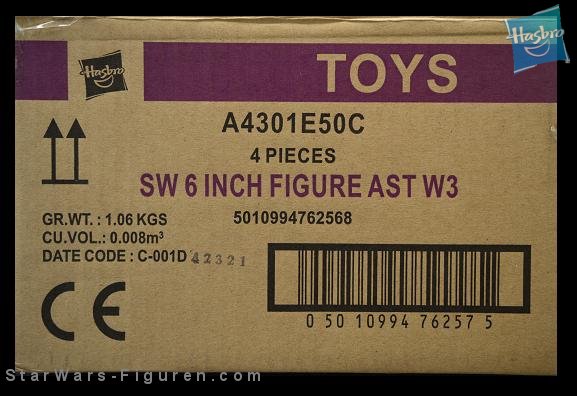 Hasbro
Hasbro
TOYS
A4301E50C
4 PIECES
SW 6 INCH FIGURE AST W3
GR.WT. : 1.06 KGS
5010994762568
CU.VOL.: 0.008m³
DATE CODE : C-001D 42321
CE
0 50 10994 76257 5
StarWars-Figuren.com